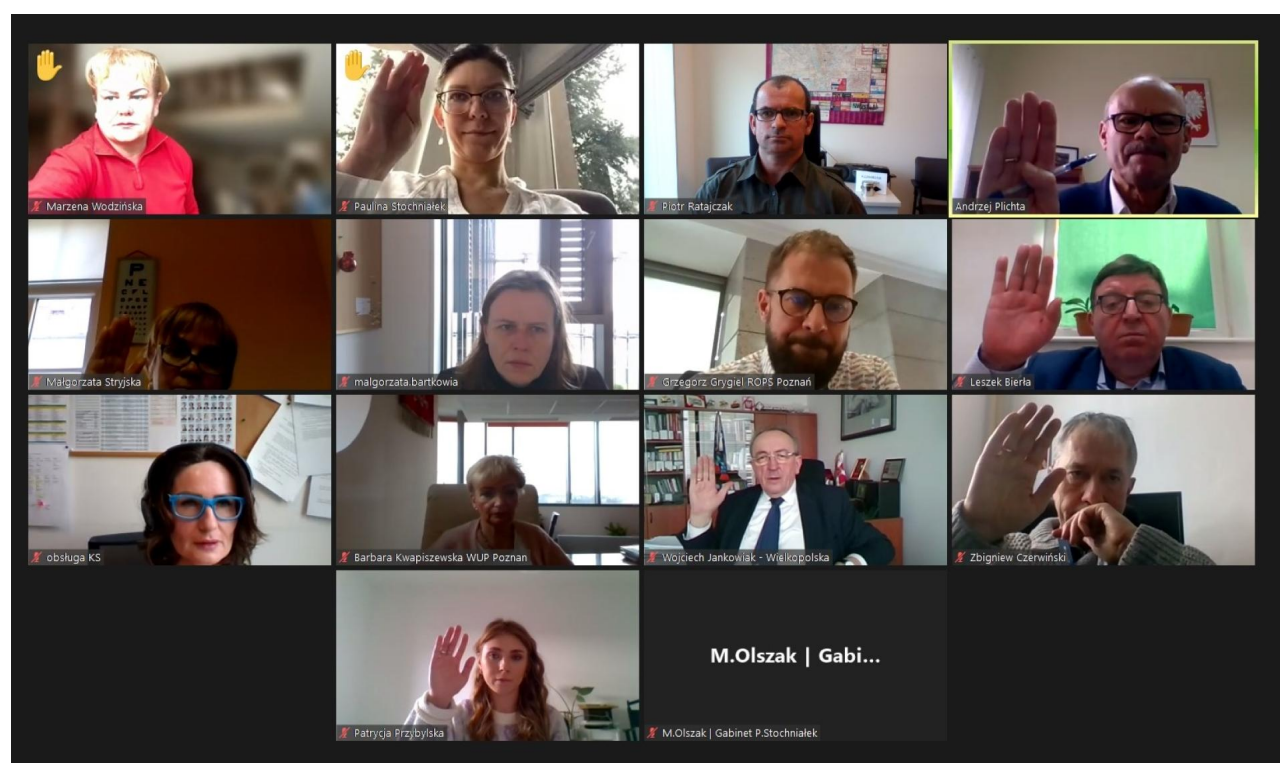 Marzena Wodzińska
Paulina Stochniałek
Piotr Ratajczak
Andrzej Plichta
P
N E
Małgorzata Stryjska
malgorzata.bartkowia
Grzegorz Grygiel ROPS Poznań
Leszek Bierła
obsługa KS
Barbara Kwapiszewska WUP Poznan
Wojciech Jankowiak - Wielkopolska
Zbigniew Czerwiński
M.Olszak | Gabi...
Patrycja Przybylska
M.Olszak | Gabinet P.Stochniałek